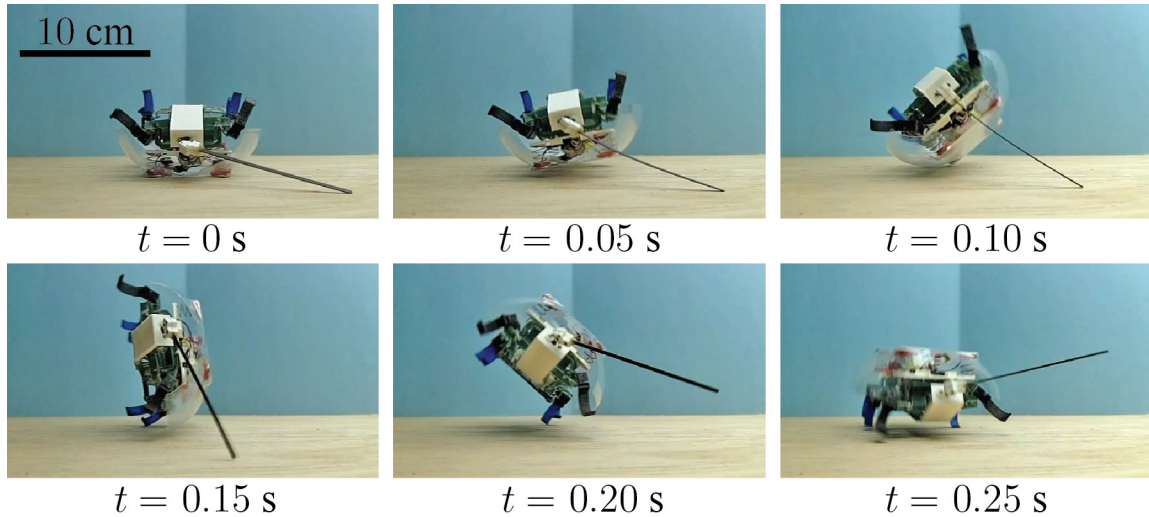 10 cm
t = 0 s
t = 0.05 s
t = 0.10 s
t = 0.15 s
t = 0.20 s
t = 0.25 s